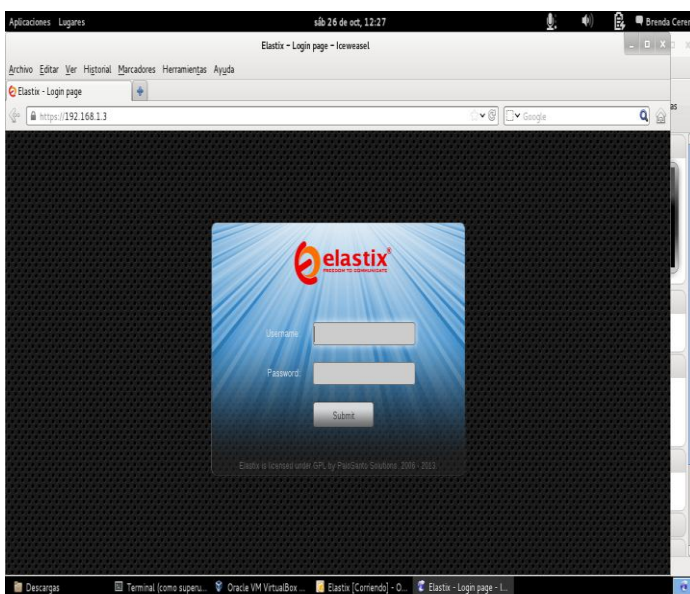 Aplicaciones Lugares sáb 26 de oct, 12:27 Brenda Cerer
Elastix - Login page - Iceweasel
Archivo Editar Ver Historial Marcadores Herramientas Ayuda
Elastix - Login page
as
https://192.168.1.3 Google
elastix®
FREEDOM TO COMMUNICATE
Username:
Password:
Submit
Elastix is licensed under GPL by PaloSanto Solutions. 2006 - 2013.
Descargas Terminal (como superu... Oracle VM VirtualBox ... Elastix [Corriendo] - O... Elastix - Login page - I...